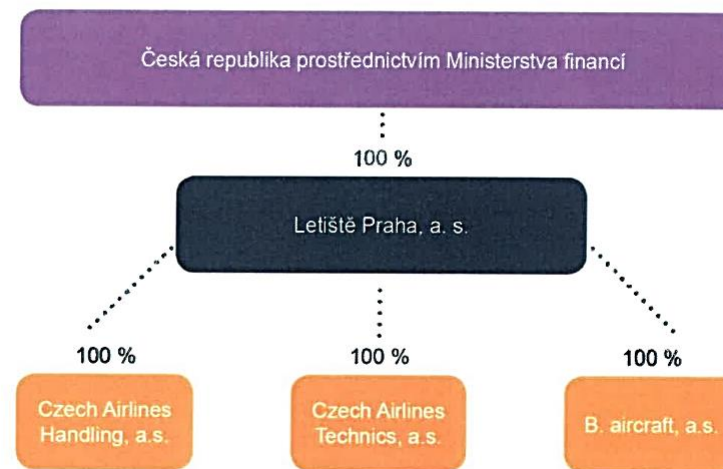 Česká republika prostřednictvím Ministerstva financí
100 %
Letiště Praha, a. s.
100 %
100 %
100 %
Czech Airlines
Handling, a.s.
Czech Airlines
Technics, a.s.
B. aircraft, a.s.